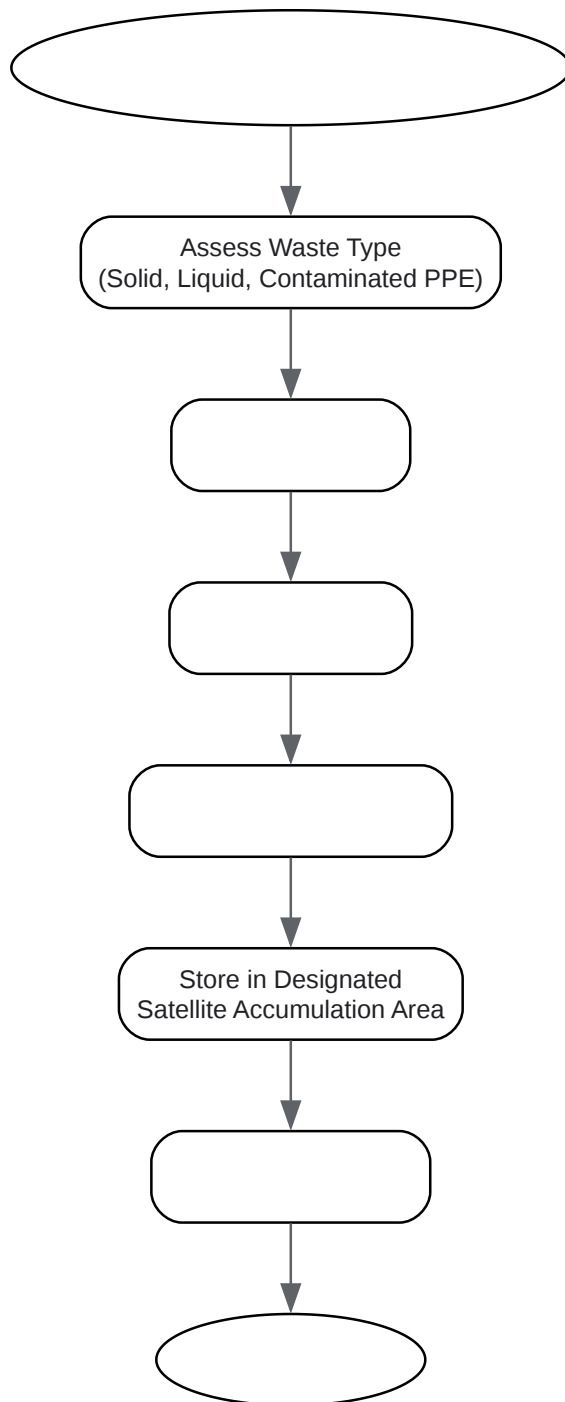 Assess Waste Type
(Solid, Liquid, Contaminated PPE)
Store in Designated
Satellite Accumulation Area